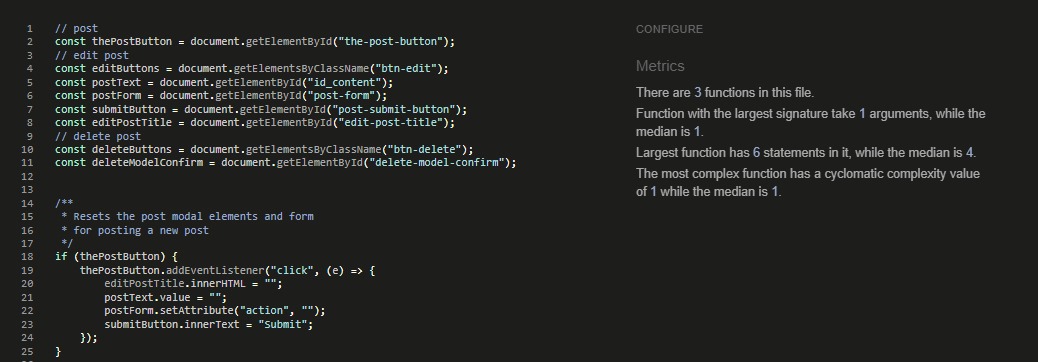 1 // post
2 const thePostButton = document.getElementById("the-post-button");
3 // edit post
4 const editButtons = document.getElementsByClassName("btn-edit");
5 const postText = document.getElementById("id_content");
6 const postForm = document.getElementById("post-form");
7 const submitButton = document.getElementById("post-submit-button");
8 const editPostTitle = document.getElementById("edit-post-title");
9 // delete post
10 const deleteButtons = document.getElementsByClassName("btn-delete");
11 const deleteModelConfirm = document.getElementById("delete-model-confirm");
12
13
14 /**
15  * Resets the post modal elements and form
16  * for posting a new post
17  */
18 if (thePostButton) {
19     thePostButton.addEventListener("click", (e) => {
20         editPostTitle.innerHTML = "";
21         postText.value = "";
22         postForm.setAttribute("action", "");
23         submitButton.innerText = "Submit";
24     });
25 }
CONFIGURE
Metrics
There are 3 functions in this file.
Function with the largest signature take 1 arguments, while the
median is 1.
Largest function has 6 statements in it, while the median is 4.
The most complex function has a cyclomatic complexity value
of 1 while the median is 1.